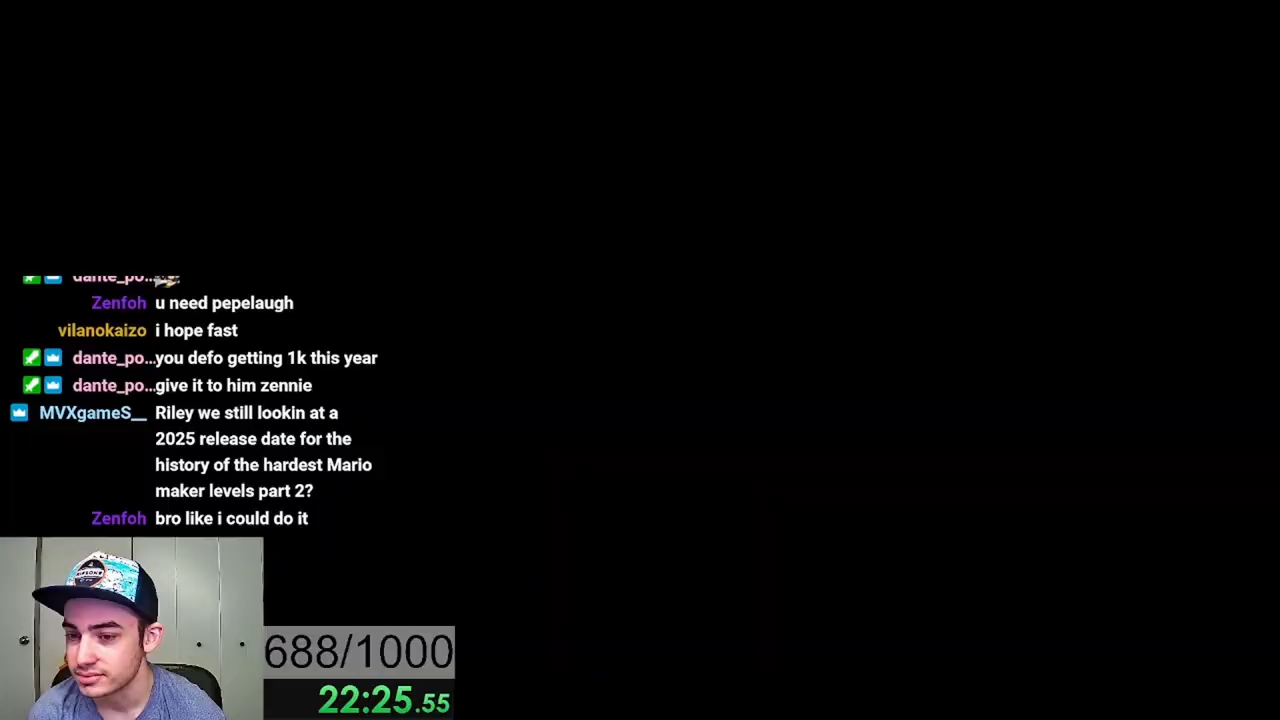 dante_po...
Zenfoh u need pepelaugh
vilanokaizo i hope fast
dante_po...you defo getting 1k this year
dante_po...give it to him zennie
MVXgameS__ Riley we still lookin at a
2025 release date for the
history of the hardest Mario
maker levels part 2?
Zenfoh bro like i could do it
688/1000
22:25.55